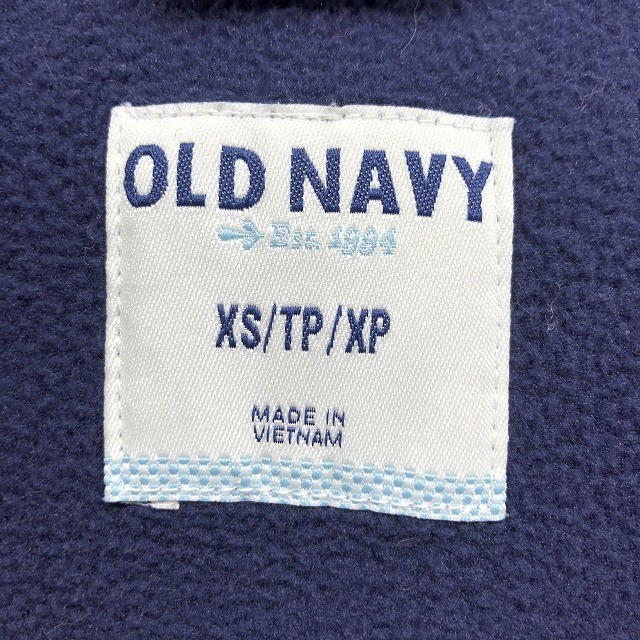 OLD NAVY
Est. 1994
XS/TP/XP
MADE IN
VIETNAM